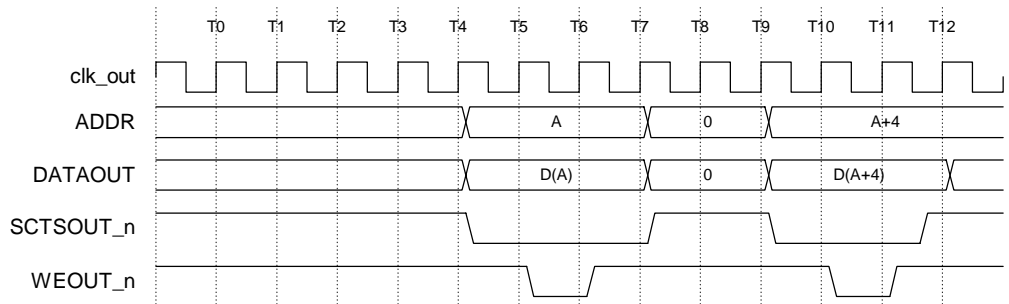 T0 T1 T2 T3 T4 T5 T6 T7 T8 T9 T10 T11 T12
clk_out
ADDR A 0 A+4
DATAOUT D(A) 0 D(A+4)
SCTSOUT_n
WEOUT_n